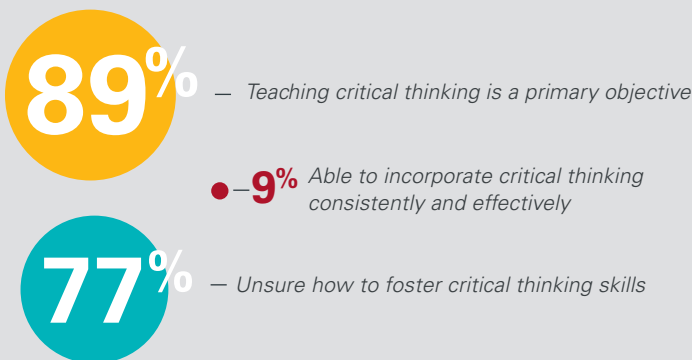 89% — Teaching critical thinking is a primary objective
–9% Able to incorporate critical thinking
consistently and effectively
77% — Unsure how to foster critical thinking skills